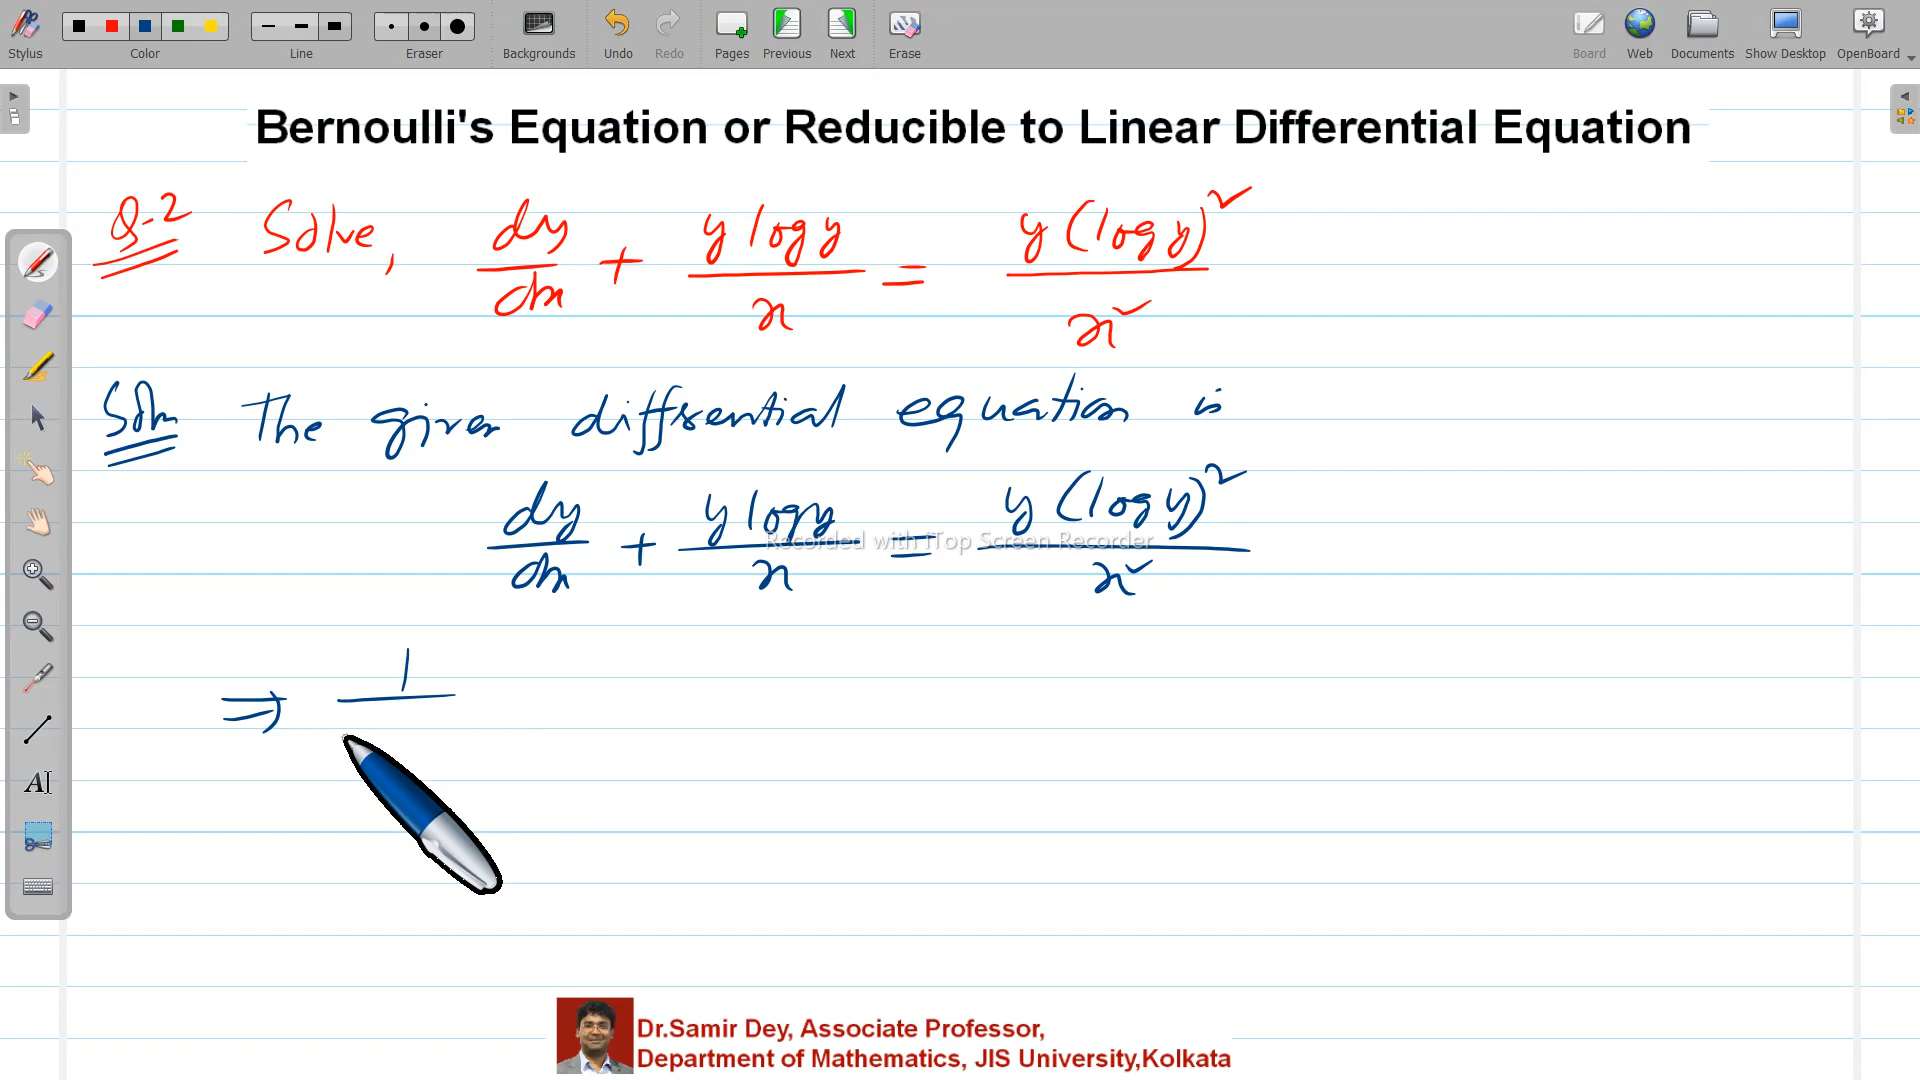 Stylus Color Line Eraser Backgrounds Undo Redo Pages Previous Next Erase Board Web Documents Show Desktop OpenBoard
Bernoulli's Equation or Reducible to Linear Differential Equation
Q-2 Solve, dy/dx + y log y/x = y (log y)²/x²
Soln The given differential equation is
dy/dx + y log y/x = y (log y)²/x²
Recorded with iTop Screen Recorder
⇒ 1/
Dr.Samir Dey, Associate Professor,
Department of Mathematics, JIS University,Kolkata